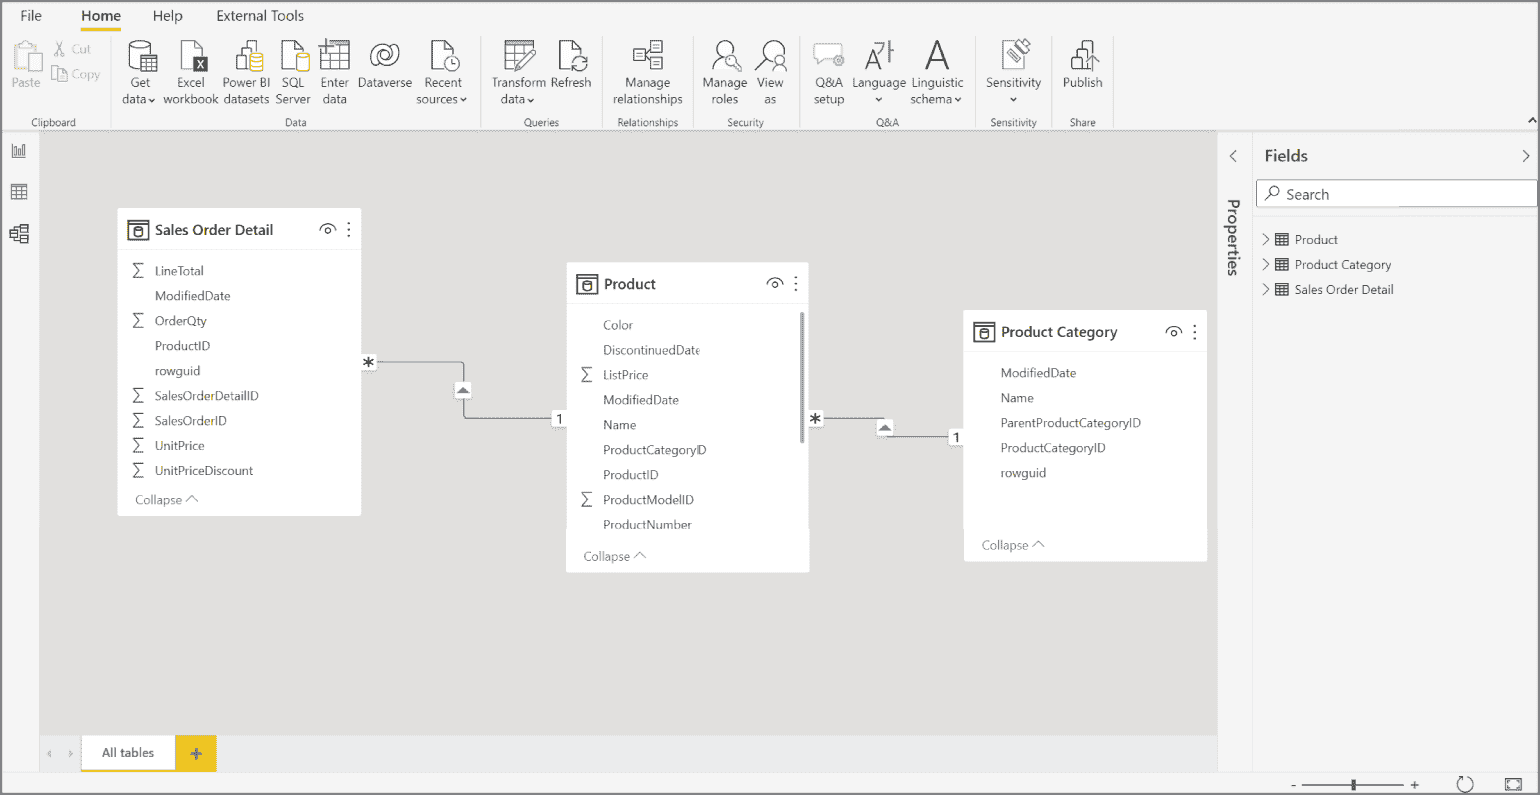 File Home Help External Tools
Paste
Cut
Copy
Get data
Excel workbook
Power BI datasets
SQL Server
Enter data
Dataverse
Recent sources
Transform data
Refresh
Manage relationships
Manage roles
View as
Q&A setup
Language
Linguistic schema
Sensitivity
Publish
Clipboard Data Queries Relationships Security Q&A Sensitivity Share
Sales Order Detail
∑ LineTotal
ModifiedDate
∑ OrderQty
ProductID
rowguid
∑ SalesOrderDetailID
∑ SalesOrderID
∑ UnitPrice
∑ UnitPriceDiscount
Collapse
* 1
Product
Color
DiscontinuedDate
∑ ListPrice
ModifiedDate
Name
ProductCategoryID
ProductID
∑ ProductModelID
ProductNumber
Collapse
* 1
Product Category
ModifiedDate
Name
ParentProductCategoryID
ProductCategoryID
rowguid
Collapse
Properties
Fields
Search
Product
Product Category
Sales Order Detail
All tables +
- +